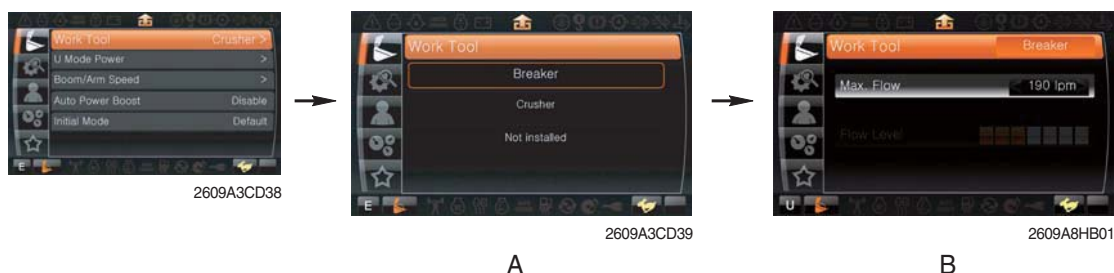 Work Tool Crusher >
U Mode Power >
Boom/Arm Speed >
Auto Power Boost Disable
Initial Mode Default
E
2609A3CD38
Work Tool
Breaker
Crusher
Not installed
E
2609A3CD39
A
Work Tool Breaker
Max. Flow < 190 lpm
Flow Level
U
2609A8HB01
B